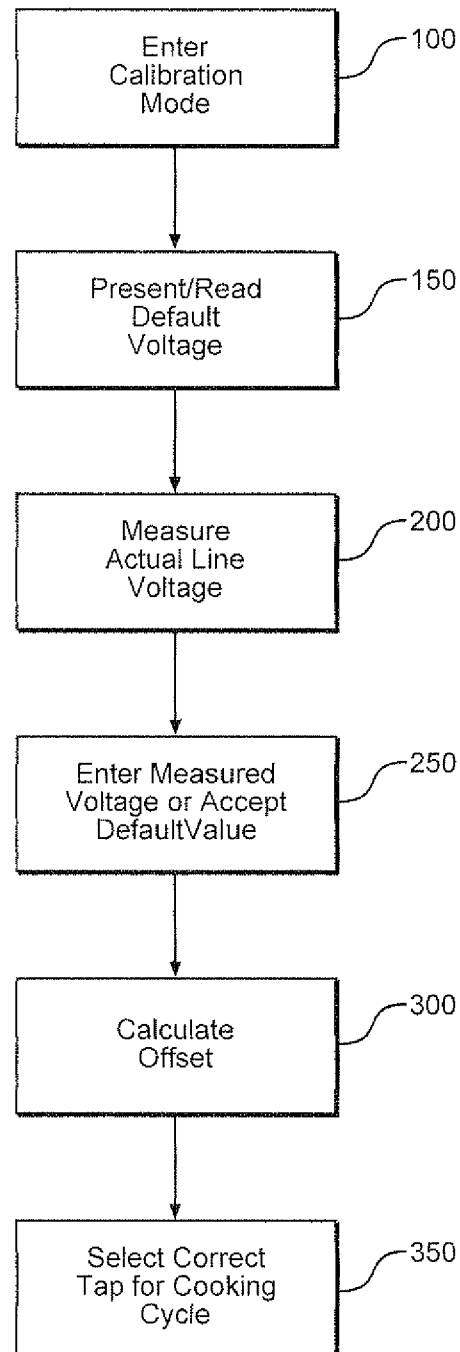 Enter
Calibration
Mode
100
Present/Read
Default
Voltage
150
Measure
Actual Line
Voltage
200
Enter Measured
Voltage or Accept
DefaultValue
250
Calculate
Offset
300
Select Correct
Tap for Cooking
Cycle
350